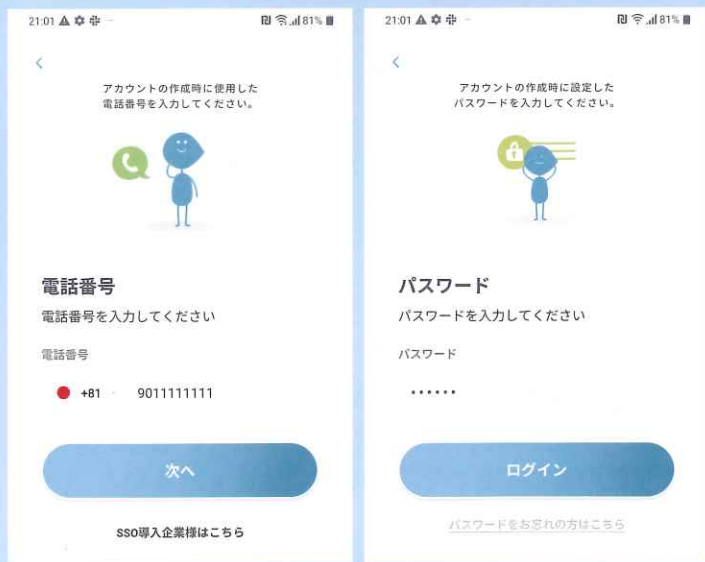 21:01
81%
アカウントの作成時に使用した
電話番号を入力してください。
電話番号
電話番号を入力してください
電話番号
+81
9011111111
次へ
SSO導入企業様はこちら
21:01
81%
アカウントの作成時に設定した
パスワードを入力してください。
パスワード
パスワードを入力してください
パスワード
••••••
ログイン
パスワードをお忘れの方はこちら